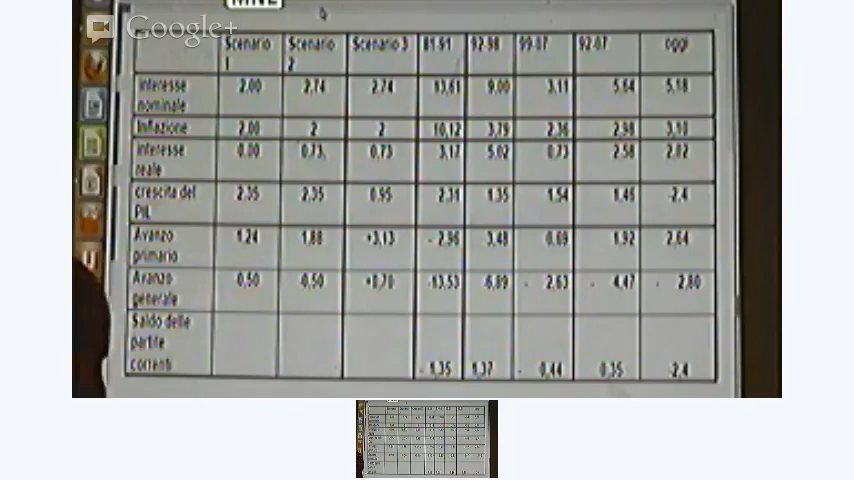 Google+
Scenario 1 Scenario 2 Scenario 3 81-91 92-98 99-07 92-07 oggi
interesse nominale 2.00 2,74 2.74 13,61 9,00 3,11 5,64 5,18
Inflazione 2,00 2 2 10,12 3,79 2,36 2,98 3,10
interesse reale 0,00 0,73, 0,73 3,17 5,02 0,73 2,58 2,02
crescita del PIL 2,35 2,35 0,95 2,31 1,35 1,54 1,46 -2,4
Avanzo primario 1,24 1,88 +3,13 - 2,96 3,48 0,69 1,92 2,64
Avanzo generale -0,50 -0,50 +0,70 -13,53 -6,89 - 2,63 - 4,47 - 2,80
Saldo delle partite correnti - 1,35 1,37 - 0,44 0,35 -2,4